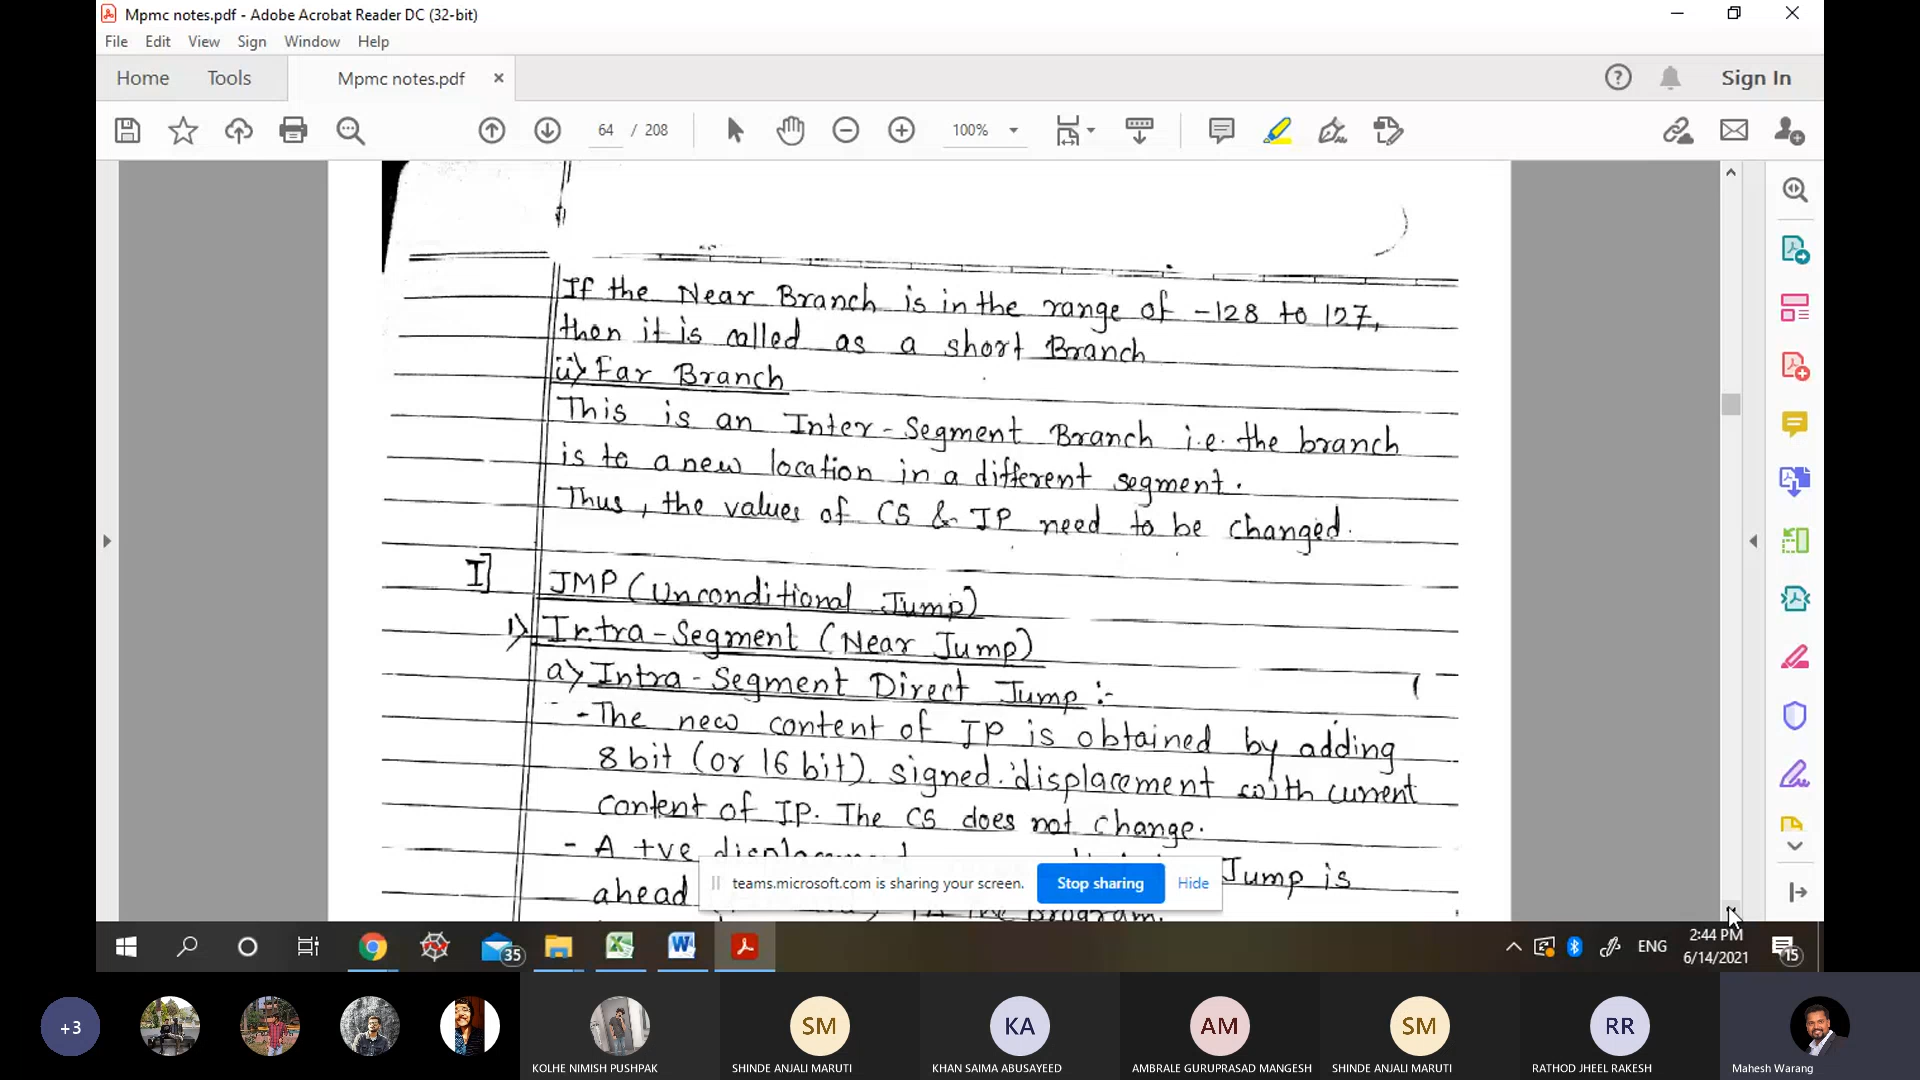 Mpmc notes.pdf - Adobe Acrobat Reader DC (32-bit)
File Edit View Sign Window Help
Home Tools Mpmc notes.pdf Sign In
64 / 208 100%
If the Near Branch is in the range of -128 to 127,
then it is called as a short Branch
ii) Far Branch
This is an Inter-Segment Branch i.e. the branch
is to a new location in a different segment.
Thus, the values of CS & IP need to be changed.
I] JMP (Unconditional Jump)
1) Intra-Segment (Near Jump)
a) Intra-Segment Direct Jump :-
- The new content of IP is obtained by adding
8 bit (or 16 bit) signed displacement with current
content of IP. The CS does not change.
- A +ve Jump is
ahead in the program.
teams.microsoft.com is sharing your screen. Stop sharing Hide
35
ENG
2:44 PM
6/14/2021
15
+3 SM KA AM SM RR
KOLHE NIMISH PUSHPAK SHINDE ANJALI MARUTI KHAN SAIMA ABUSAYEED AMBRALE GURUPRASAD MANGESH SHINDE ANJALI MARUTI RATHOD JHEEL RAKESH Mahesh Warang